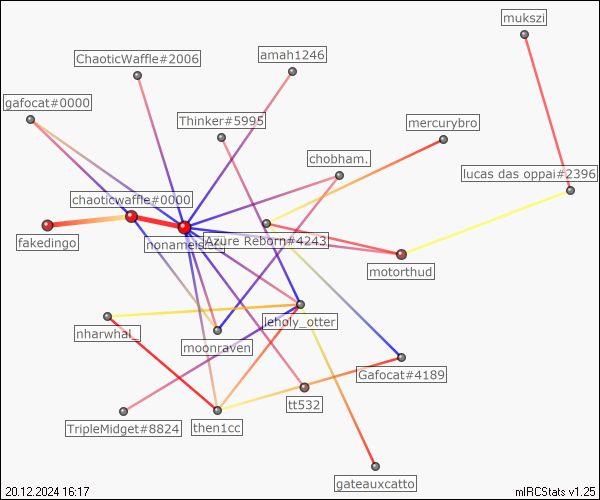 mukszi
ChaoticWaffle#2006
amah1246
gafocat#0000
Thinker#5995
mercurybro
chobham.
lucas das oppai#2396
chaoticwaffle#0000
fakedingo
Azure Reborn#4243
motorthud
leholy_otter
nharwhal_
moonraven
Gafocat#4189
tt532
TripleMidget#8824
then1cc
gateauxcatto
20.12.2024 16:17
mIRCStats v1.25